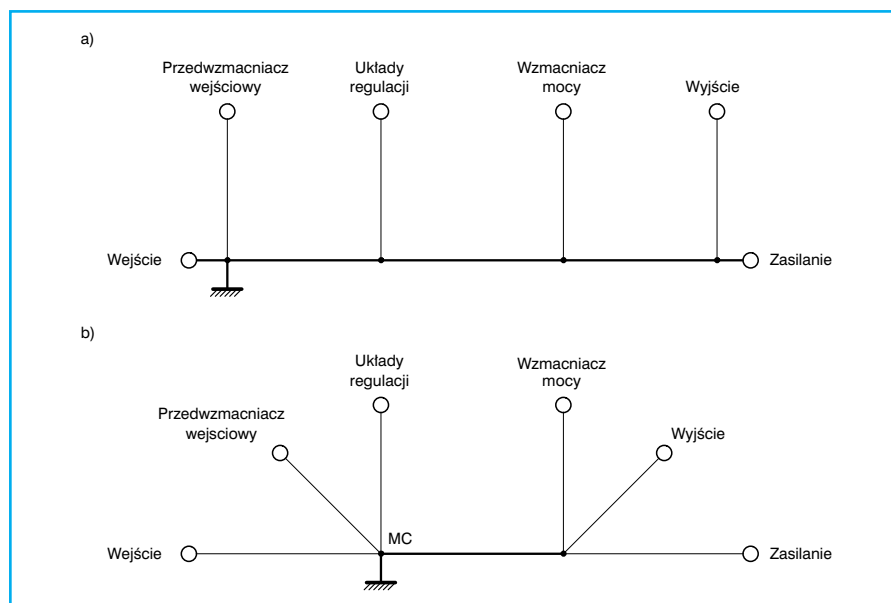 a)
Przedwzmacniacz
wejściowy
Układy
regulacji
Wzmacniacz
mocy
Wyjście
Wejście
Zasilanie
b)
Układy
regulacji
Wzmacniacz
mocy
Przedwzmacniacz
wejsciowy
Wyjście
MC
Wejście
Zasilanie